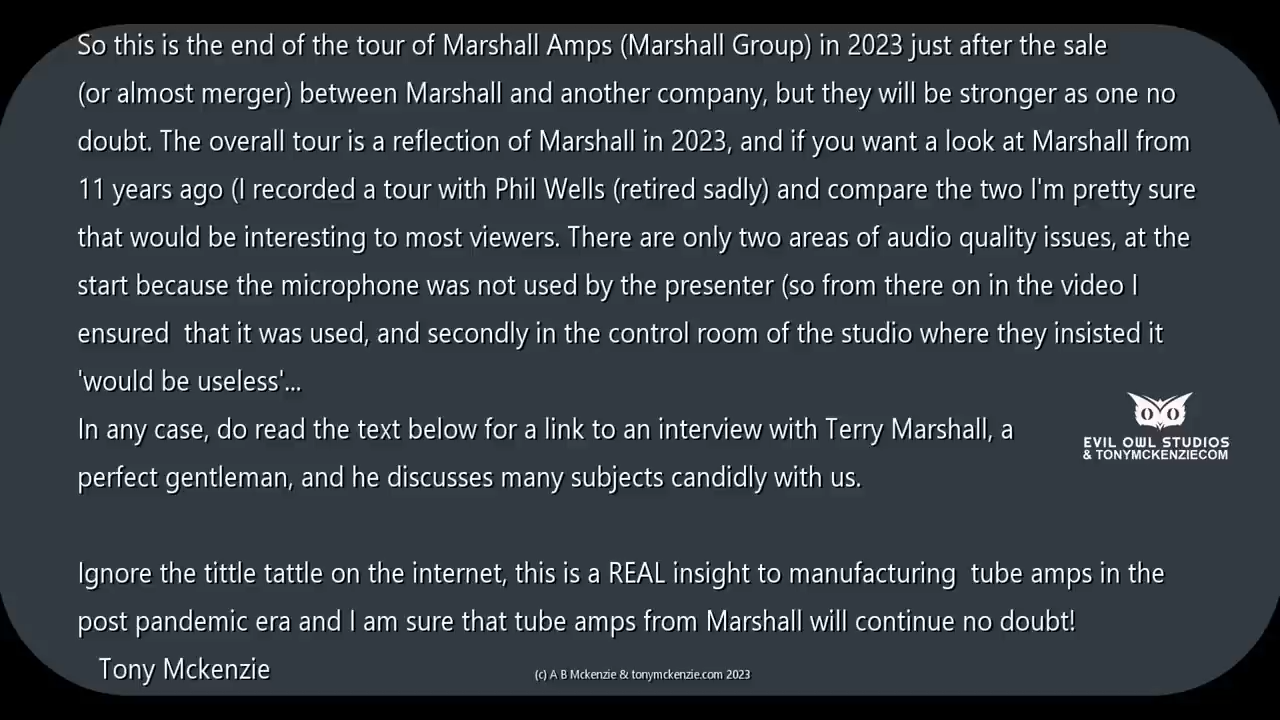 So this is the end of the tour of Marshall Amps (Marshall Group) in 2023 just after the sale
(or almost merger) between Marshall and another company, but they will be stronger as one no
doubt. The overall tour is a reflection of Marshall in 2023, and if you want a look at Marshall from
11 years ago (I recorded a tour with Phil Wells (retired sadly) and compare the two I'm pretty sure
that would be interesting to most viewers. There are only two areas of audio quality issues, at the
start because the microphone was not used by the presenter (so from there on in the video I
ensured  that it was used, and secondly in the control room of the studio where they insisted it
'would be useless'...
In any case, do read the text below for a link to an interview with Terry Marshall, a
perfect gentleman, and he discusses many subjects candidly with us.
EVIL OWL STUDIOS
& TONYMCKENZIECOM
Ignore the tittle tattle on the internet, this is a REAL insight to manufacturing  tube amps in the
post pandemic era and I am sure that tube amps from Marshall will continue no doubt!
Tony Mckenzie
(c) A B Mckenzie & tonymckenzie.com 2023